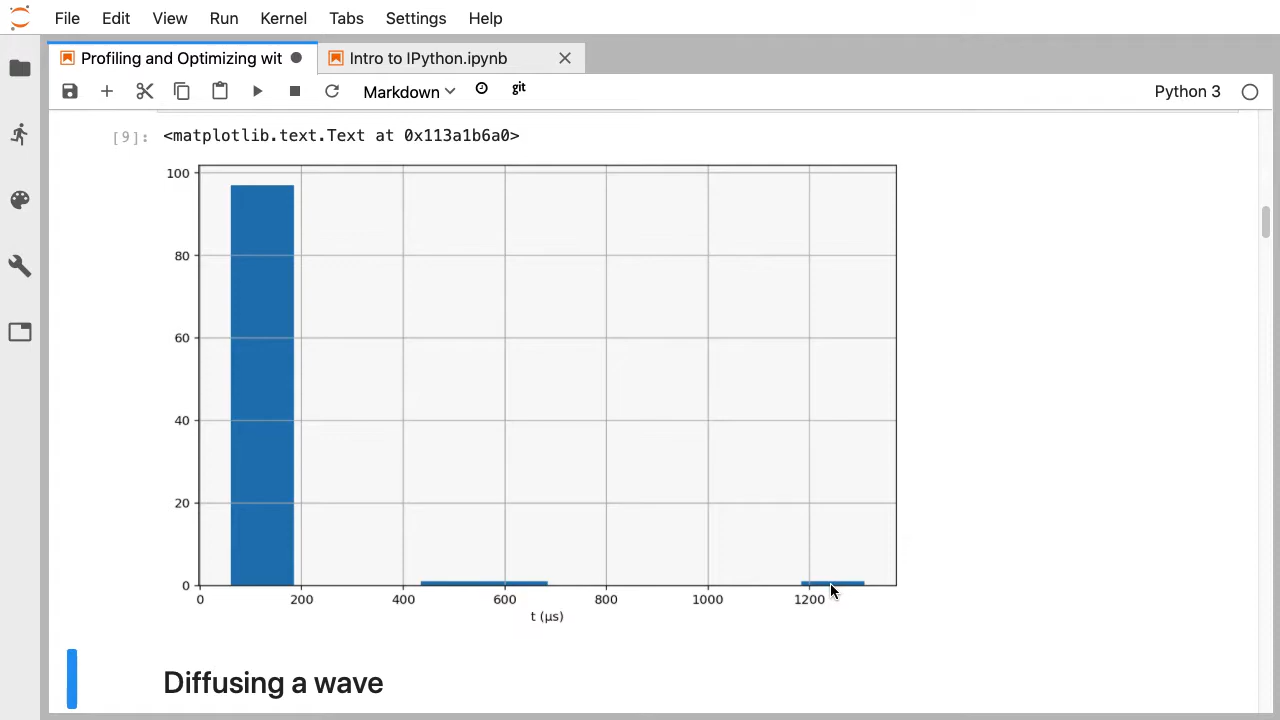 File Edit View Run Kernel Tabs Settings Help
Profiling and Optimizing wit
Intro to IPython.ipynb
Markdown
git
Python 3
[9]: <matplotlib.text.Text at 0x113a1b6a0>
100
80
60
40
20
0
0 200 400 600 800 1000 1200
t (µs)
Diffusing a wave